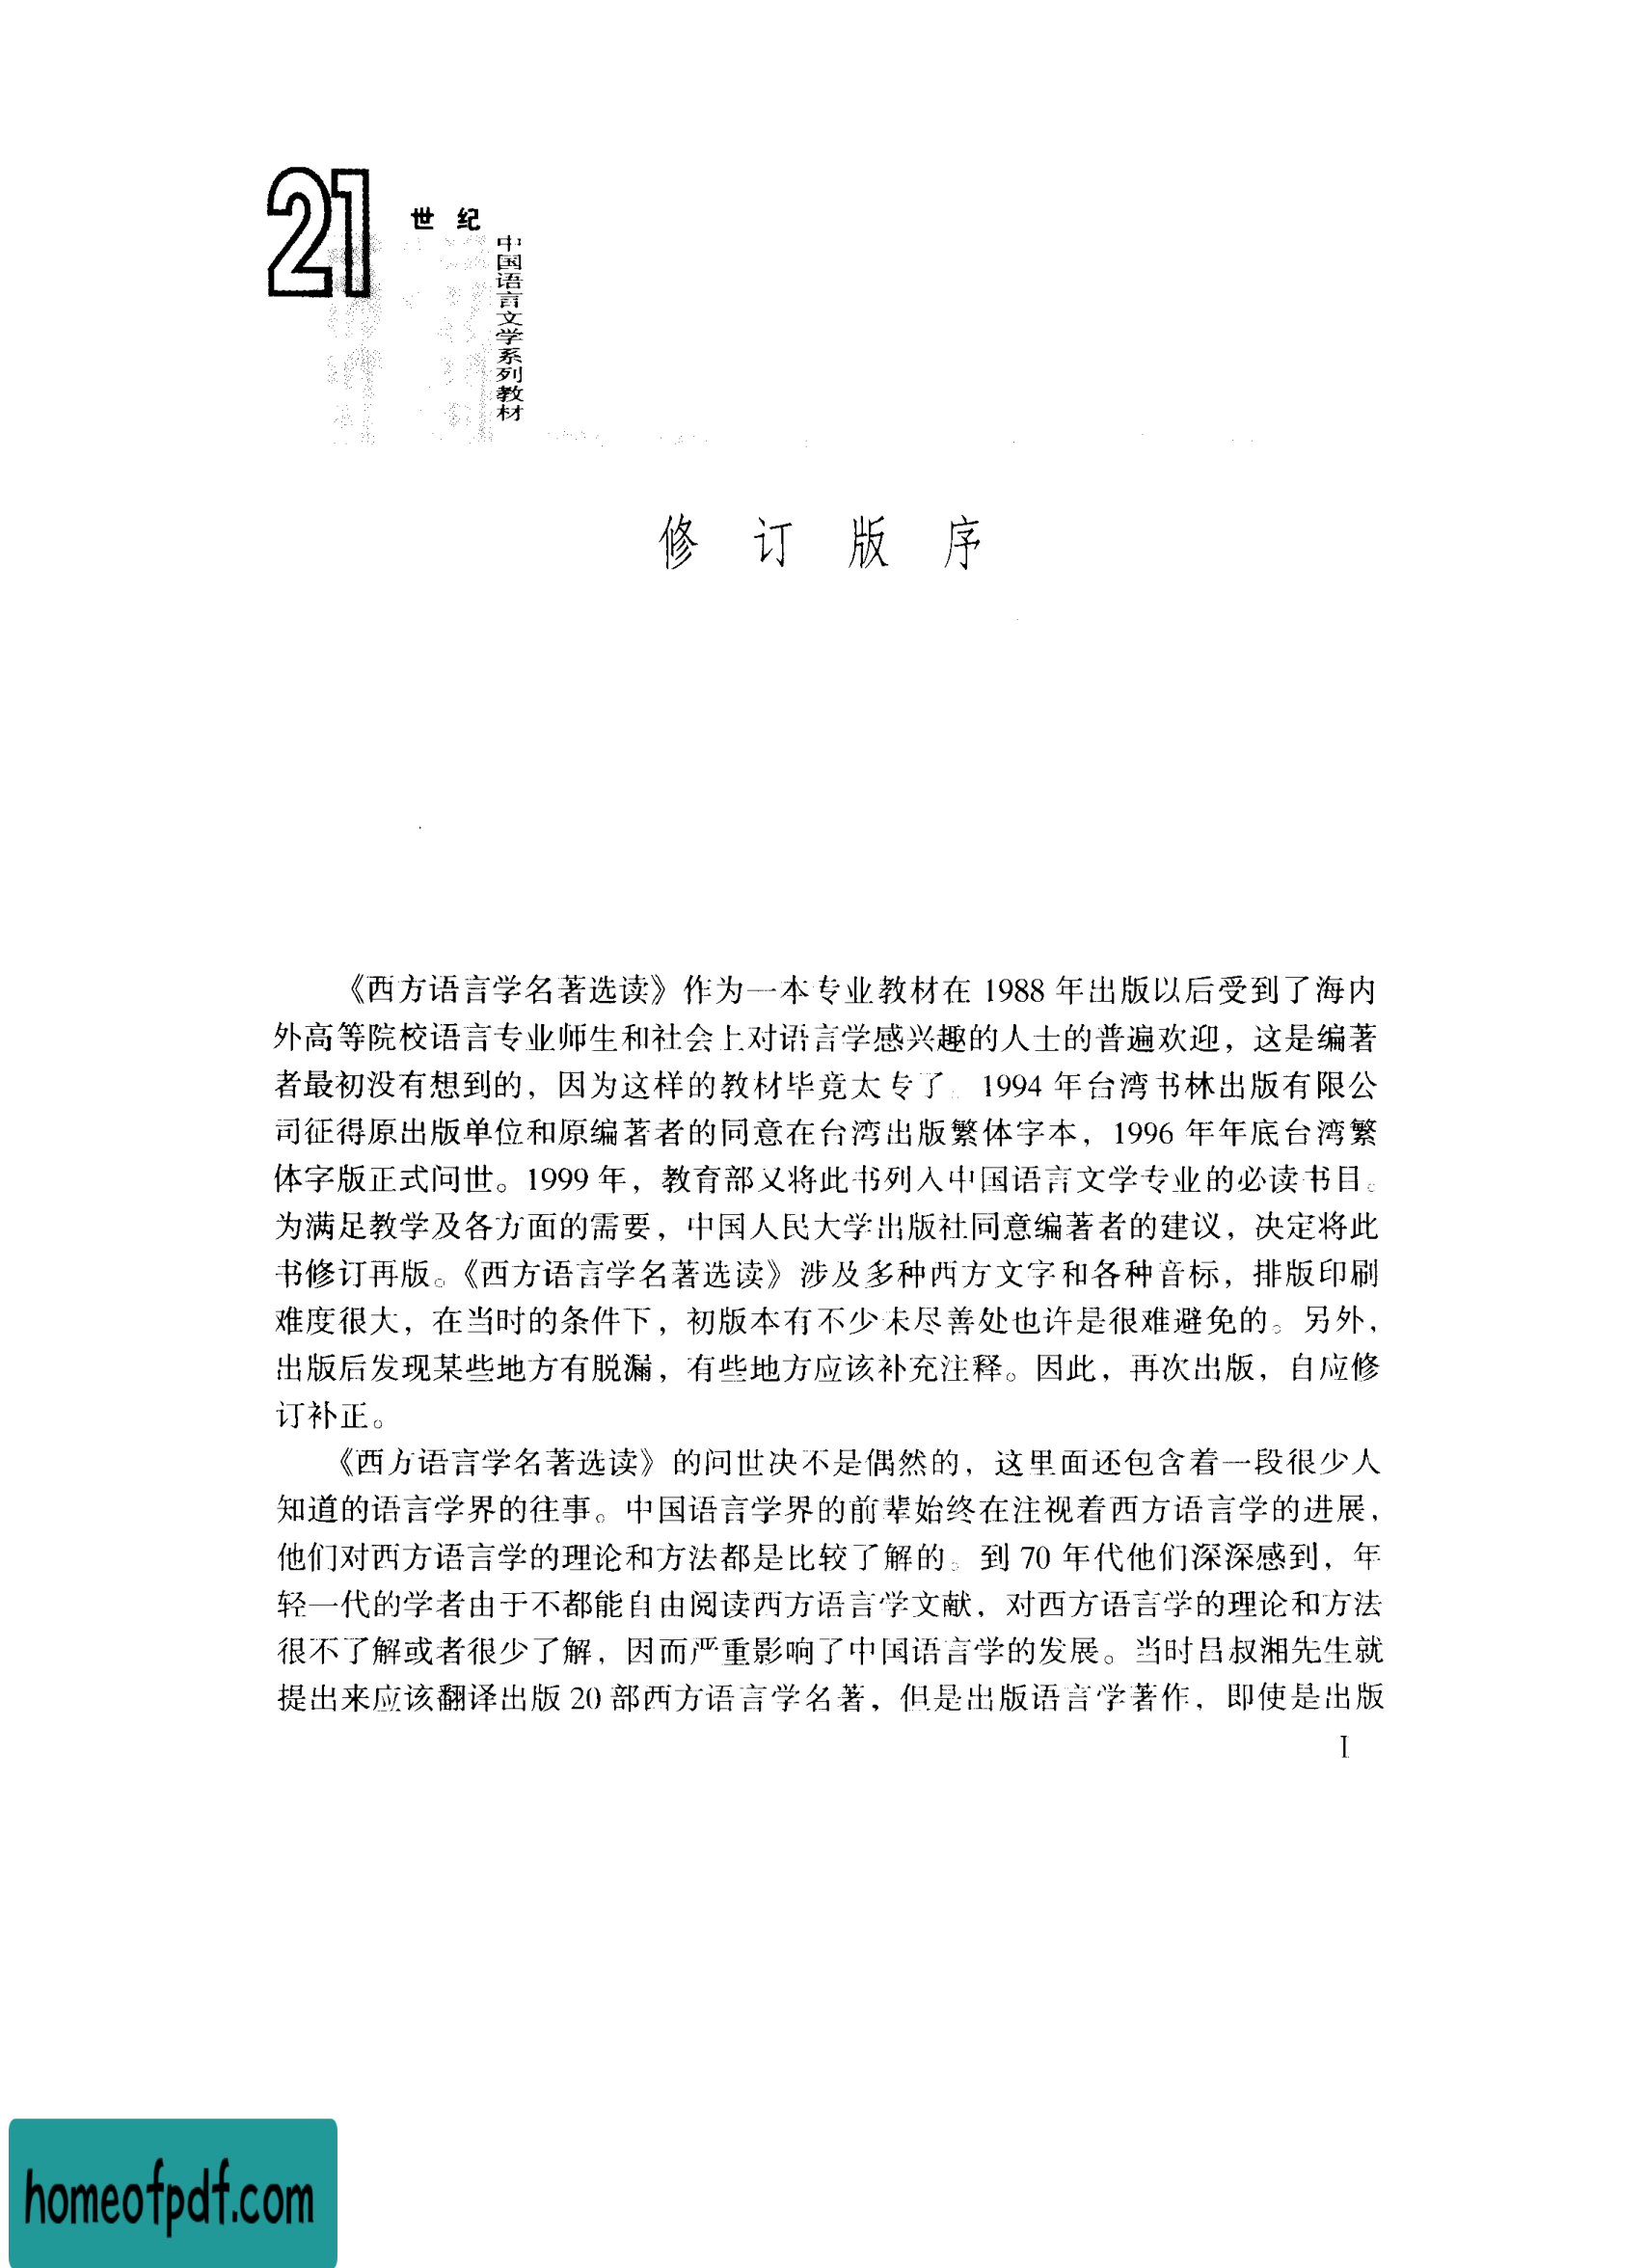 21
世纪
中国语言文学系列教材
修订版序
《西方语言学名著选读》作为一本专业教材在 1988 年出版以后受到了海内
外高等院校语言专业师生和社会上对语言学感兴趣的人士的普遍欢迎，这是编著
者最初没有想到的，因为这样的教材毕竟太专了。1994 年台湾书林出版有限公
司征得原出版单位和原编著者的同意在台湾出版繁体字本，1996 年年底台湾繁
体字版正式问世。1999 年，教育部又将此书列入中国语言文学专业的必读书目。
为满足教学及各方面的需要，中国人民大学出版社同意编著者的建议，决定将此
书修订再版。《西方语言学名著选读》涉及多种西方文字和各种音标，排版印刷
难度很大，在当时的条件下，初版本有不少未尽善处也许是很难避免的。另外，
出版后发现某些地方有脱漏，有些地方应该补充注释。因此，再次出版，自应修
订补正。
《西方语言学名著选读》的问世决不是偶然的，这里面还包含着一段很少人
知道的语言学界的往事。中国语言学界的前辈始终在注视着西方语言学的进展，
他们对西方语言学的理论和方法都是比较了解的。到 70 年代他们深深感到，年
轻一代的学者由于不都能自由阅读西方语言学文献，对西方语言学的理论和方法
很不了解或者很少了解，因而严重影响了中国语言学的发展。当时吕叔湘先生就
提出来应该翻译出版 20 部西方语言学名著，但是出版语言学著作，即使是出版
I
homeofpdf.com